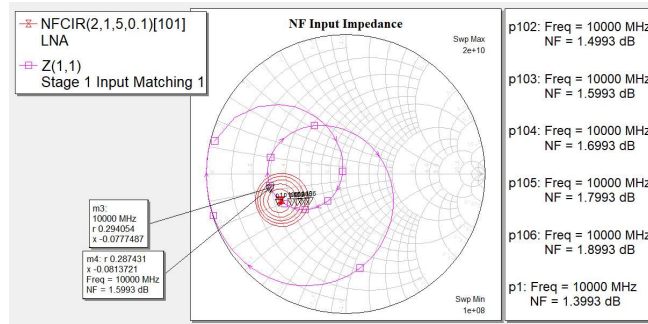 NFCIR(2,1,5,0.1)[101]
LNA
Z(1,1)
Stage 1 Input Matching 1
NF Input Impedance
Swp Max
2e+10
Swp Min
1e+08
m3:
10000 MHz
r 0.294054
x -0.0777487
m4: r 0.287431
x -0.0813721
Freq = 10000 MHz
NF = 1.5993 dB
p102: Freq = 10000 MHz
NF = 1.4993 dB
p103: Freq = 10000 MHz
NF = 1.5993 dB
p104: Freq = 10000 MHz
NF = 1.6993 dB
p105: Freq = 10000 MHz
NF = 1.7993 dB
p106: Freq = 10000 MHz
NF = 1.8993 dB
p1: Freq = 10000 MHz
NF = 1.3993 dB